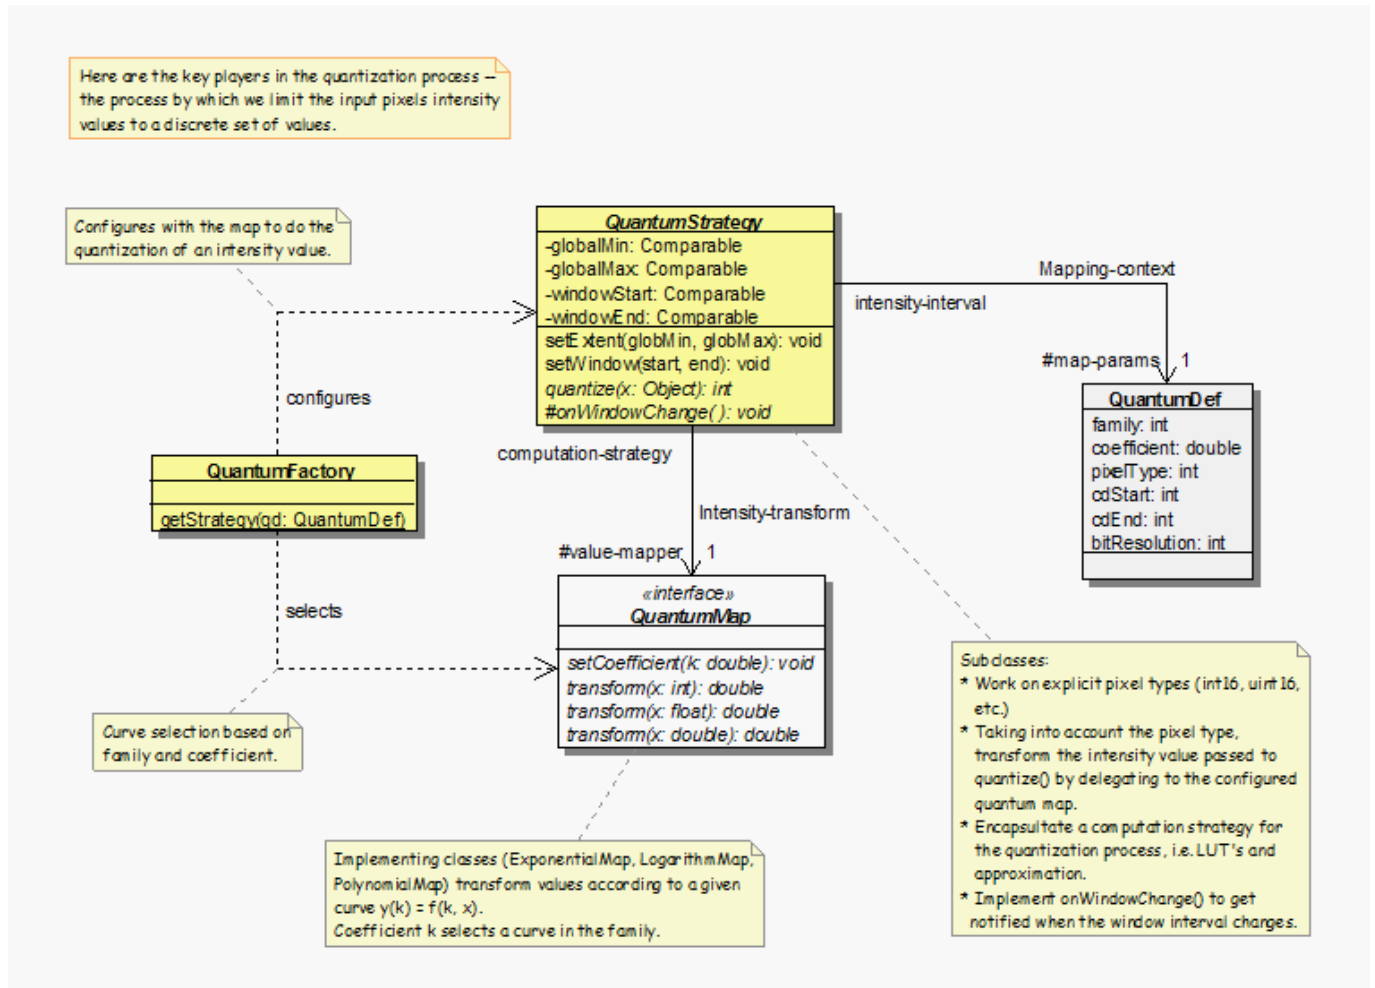 Here are the key players in the quantization process --
the process by which we limit the input pixels intensity
values to a discrete set of values.
Configures with the map to do the
quantization of an intensity value.
QuantumStrategy
-globalMin: Comparable
-globalMax: Comparable
-windowStart: Comparable
-windowEnd: Comparable
setExtent(globMin, globMax): void
setWindow(start, end): void
quantize(x: Object): int
#onWindowChange( ): void
Mapping-context
intensity-interval
#map-params
1
QuantumDef
family: int
coefficient: double
pixelType: int
cdStart: int
cdEnd: int
bitResolution: int
configures
computation-strategy
QuantumFactory
getStrategy(qd: QuantumDef)
Intensity-transform
#value-mapper
1
selects
«interface»
QuantumMap
setCoefficient(k: double): void
transform(x: int): double
transform(x: float): double
transform(x: double): double
Curve selection based on
family and coefficient.
Subclasses:
* Work on explicit pixel types (int16, uint16,
etc.)
* Taking into account the pixel type,
transform the intensity value passed to
quantize() by delegating to the configured
quantum map.
* Encapsultate a computation strategy for
the quantization process, i.e. LUT's and
approximation.
* Implement onWindowChange() to get
notified when the window interval changes.
Implementing classes (ExponentialMap, LogarithmMap,
PolynomialMap) transform values according to a given
curve y(k) = f(k, x).
Coefficient k selects a curve in the family.